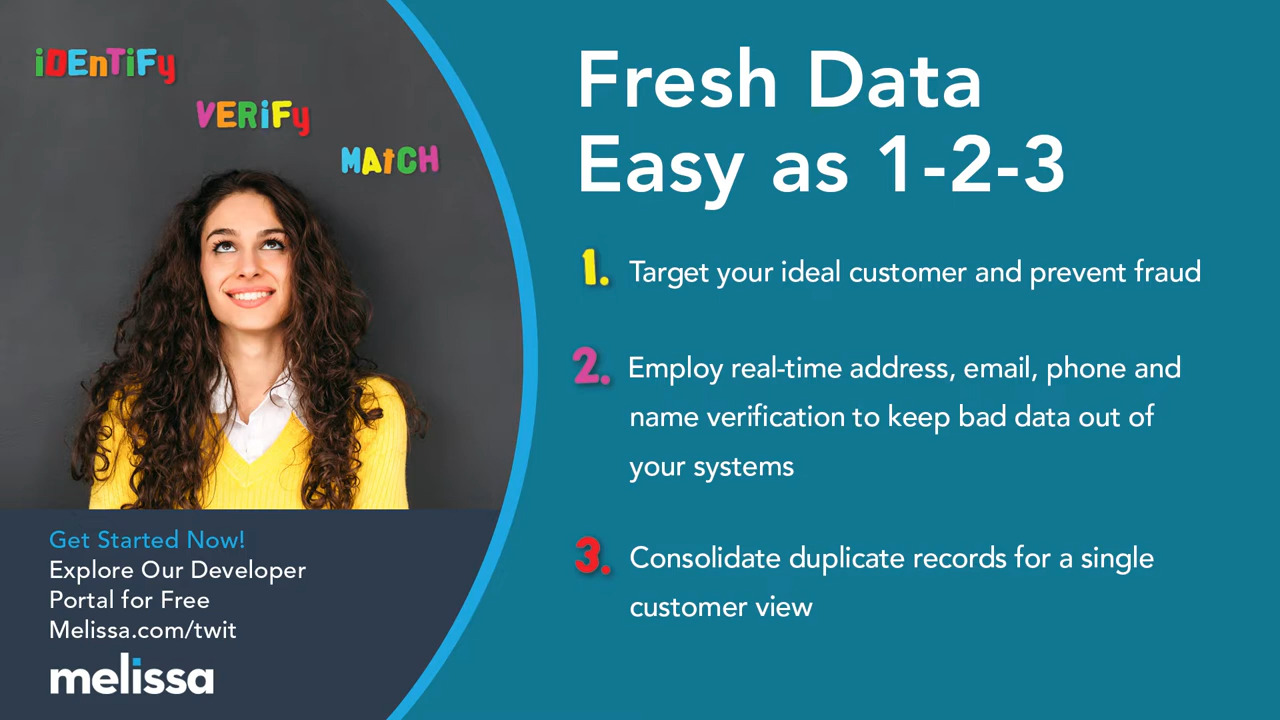 iDEnTiFy
VERiFy
MAtCH
Fresh Data
Easy as 1-2-3
1. Target your ideal customer and prevent fraud
2. Employ real-time address, email, phone and
name verification to keep bad data out of
your systems
3. Consolidate duplicate records for a single
customer view
Get Started Now!
Explore Our Developer
Portal for Free
Melissa.com/twit
melissa